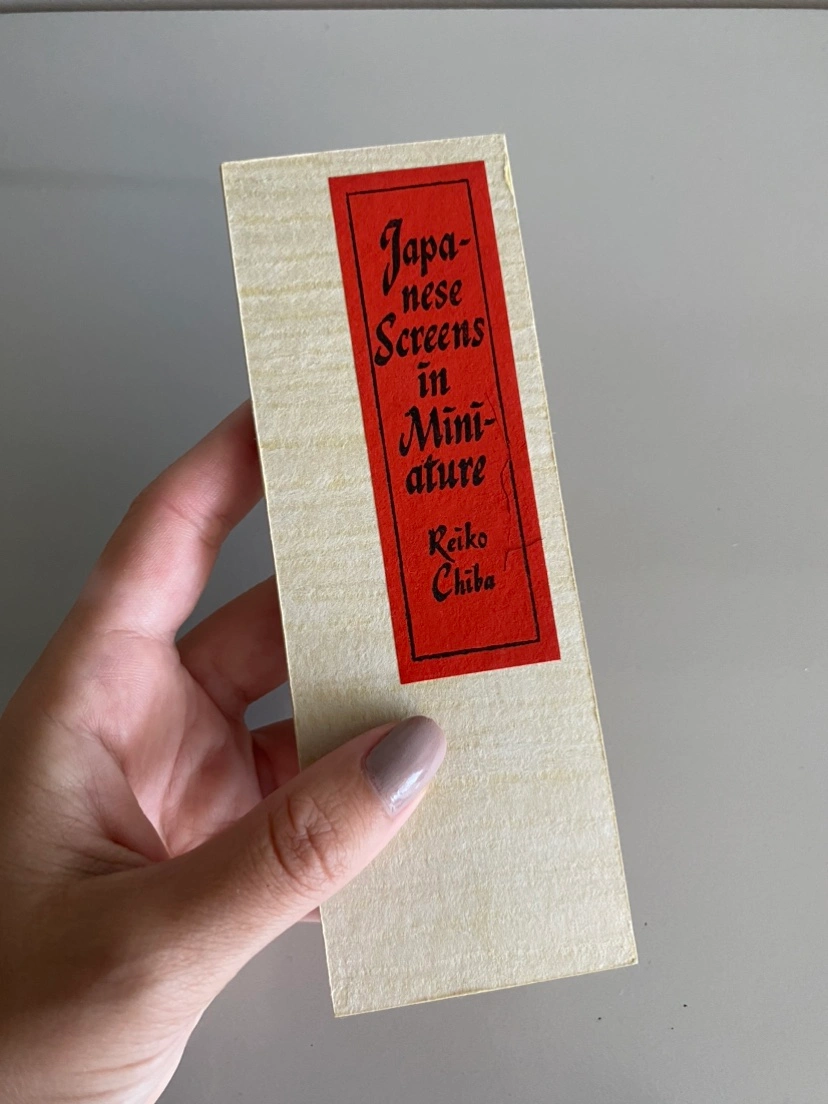 Japa-
nese
Screens
in
Mini-
ature
Reiko
Chiba